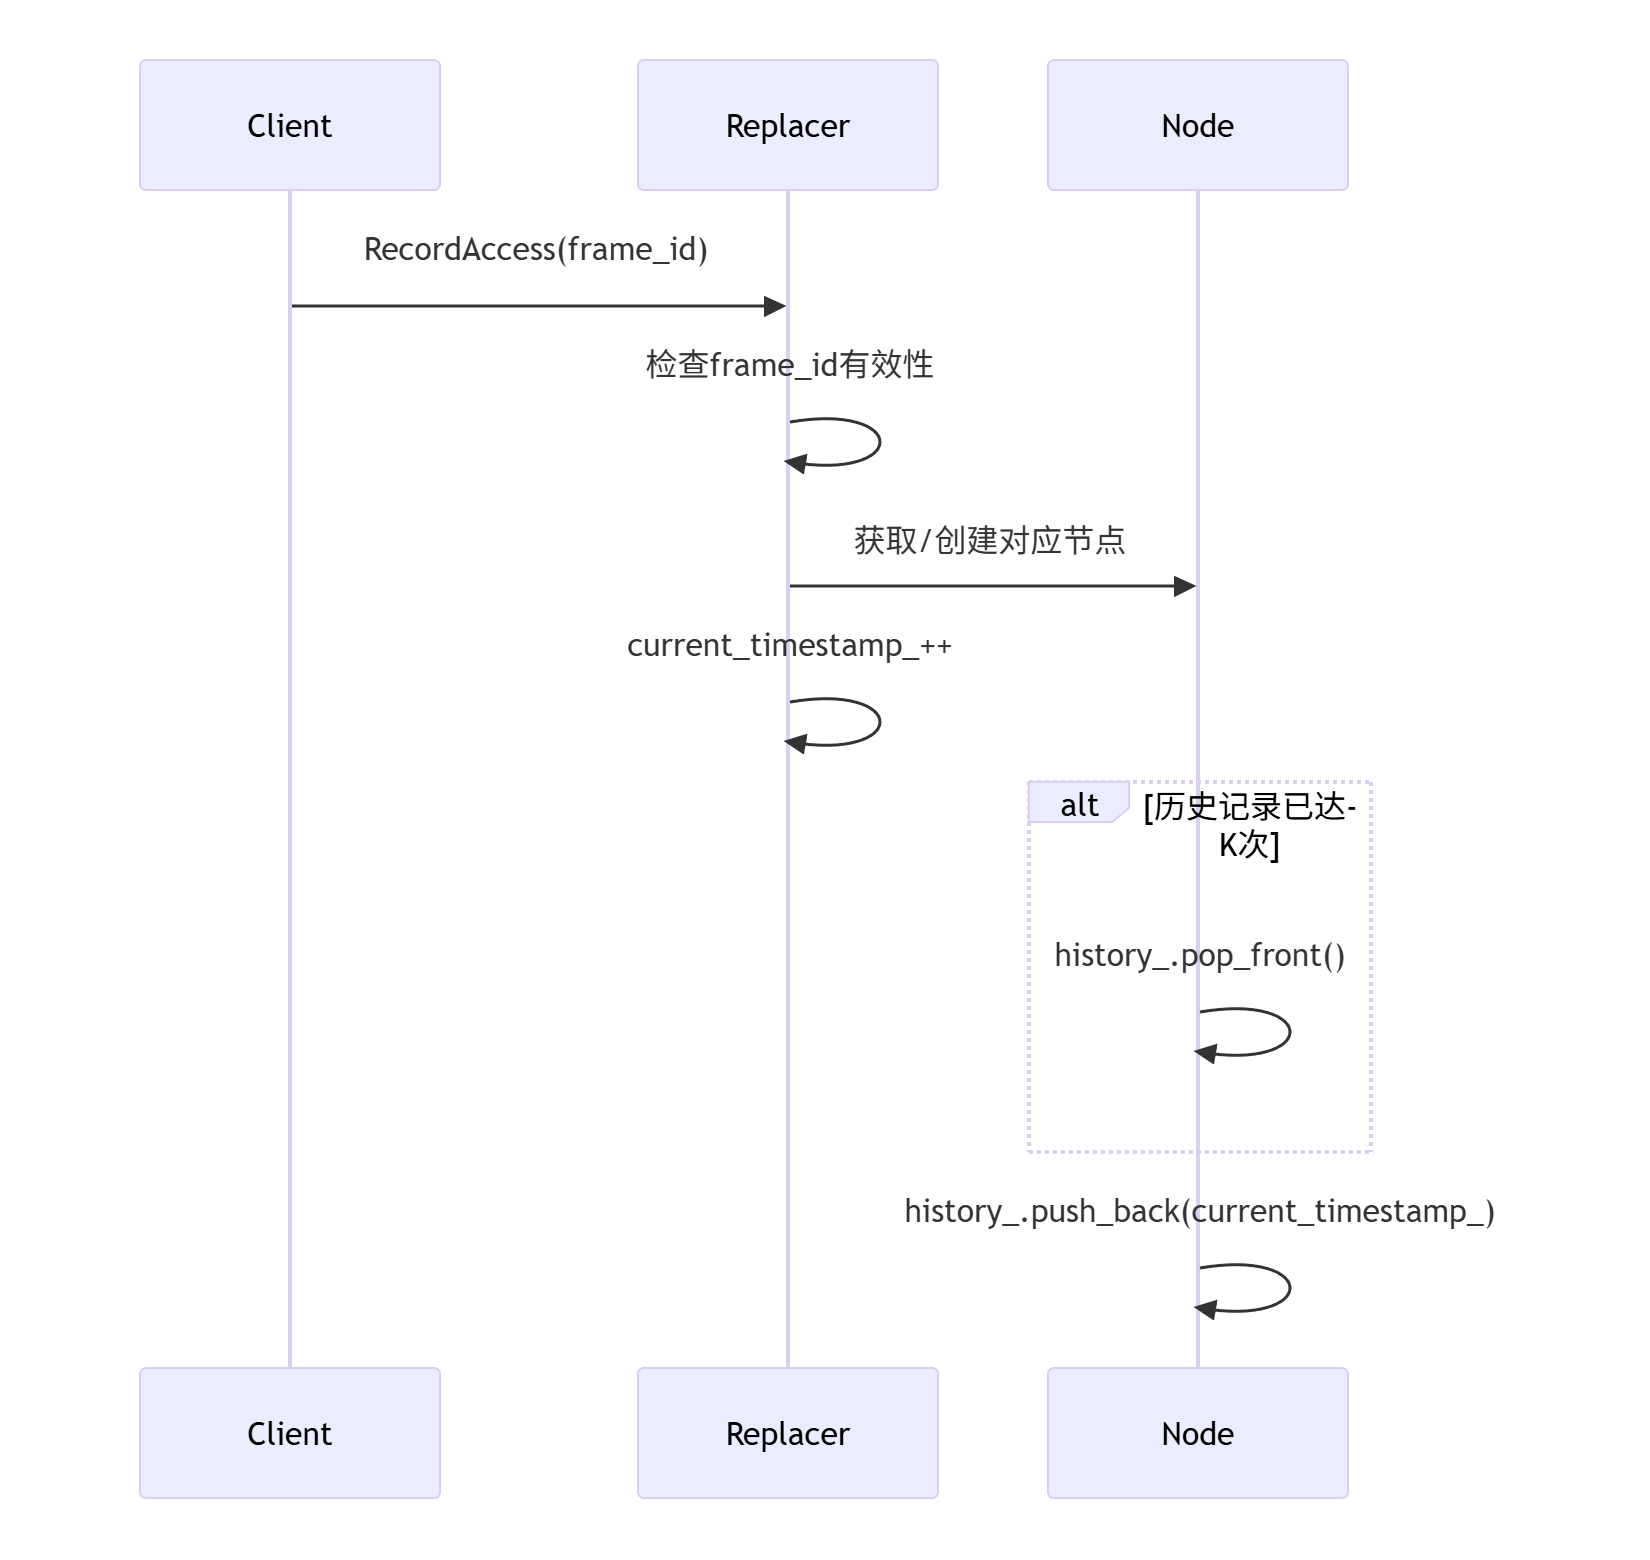 Client
Replacer
Node
RecordAccess(frame_id)
检查frame_id有效性
获取/创建对应节点
current_timestamp_++
alt
[历史记录已达-
K次]
history_.pop_front()
history_.push_back(current_timestamp_)
Client
Replacer
Node